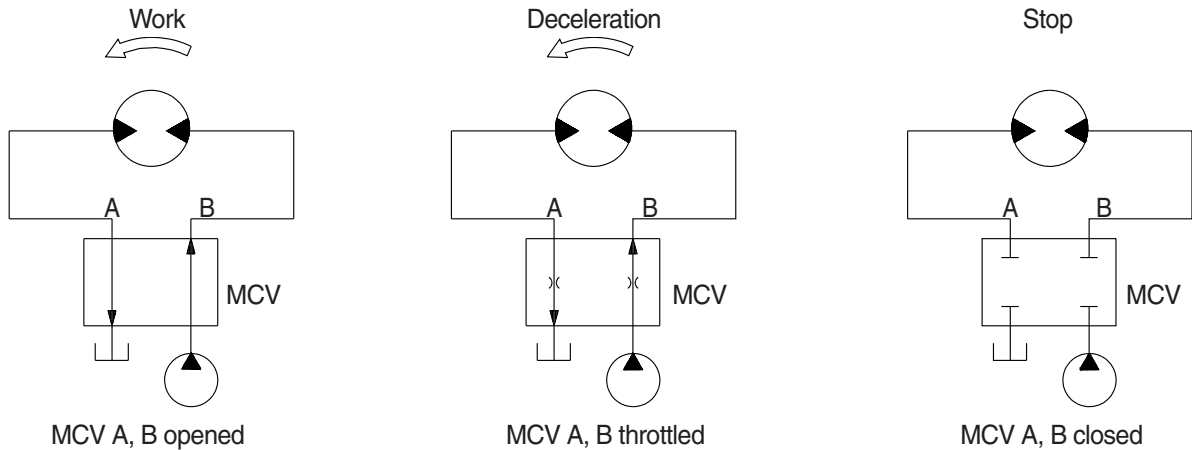 Work
A
B
MCV
MCV A, B opened
Deceleration
A
B
MCV
MCV A, B throttled
Stop
A
B
MCV
MCV A, B closed